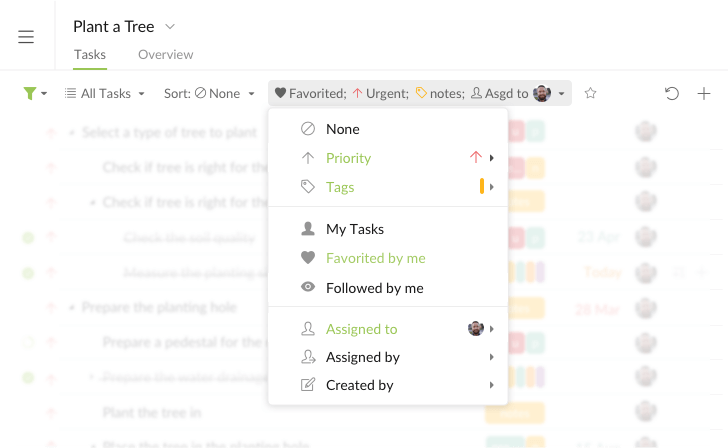 Plant a Tree
Tasks Overview
All Tasks Sort: None Favorited; Urgent; notes; Asgd to
None
Select a type of tree to plant
Priority
Check if tree is right for the
Tags
Check if tree is right for the
My Tasks
Check the soil quality 23 Apr
Favorited by me
Measure the planting Today
Followed by me
Prepare the planting hole 28 Mar
Assigned to
Prepare a pedestal for the
Assigned by
Prepare the water drainage
Created by
Plant the tree in
Place the tree in the planting hole